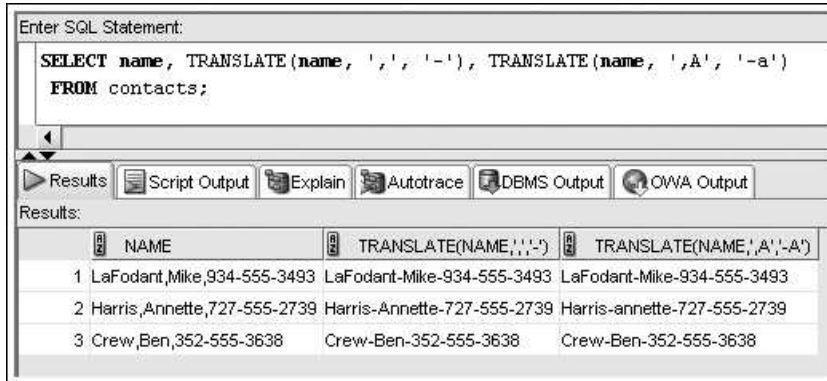 Enter SQL Statement:
SELECT name, TRANSLATE(name, ',', '-'), TRANSLATE(name, ',A', '-a')
FROM contacts;
Results Script Output Explain Autotrace DBMS Output OWA Output
Results:
NAME TRANSLATE(NAME,',','-') TRANSLATE(NAME,',A','-A')
1 LaFodant,Mike,934-555-3493 LaFodant-Mike-934-555-3493 LaFodant-Mike-934-555-3493
2 Harris,Annette,727-555-2739 Harris-Annette-727-555-2739 Harris-annette-727-555-2739
3 Crew,Ben,352-555-3638 Crew-Ben-352-555-3638 Crew-Ben-352-555-3638